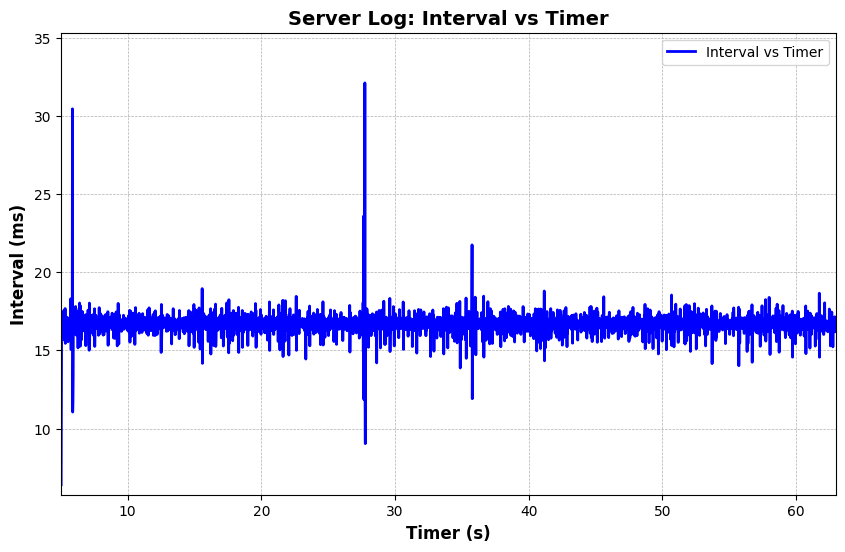 Server Log: Interval vs Timer
Interval vs Timer
Interval (ms)
35
30
25
20
15
10
10 20 30 40 50 60
Timer (s)